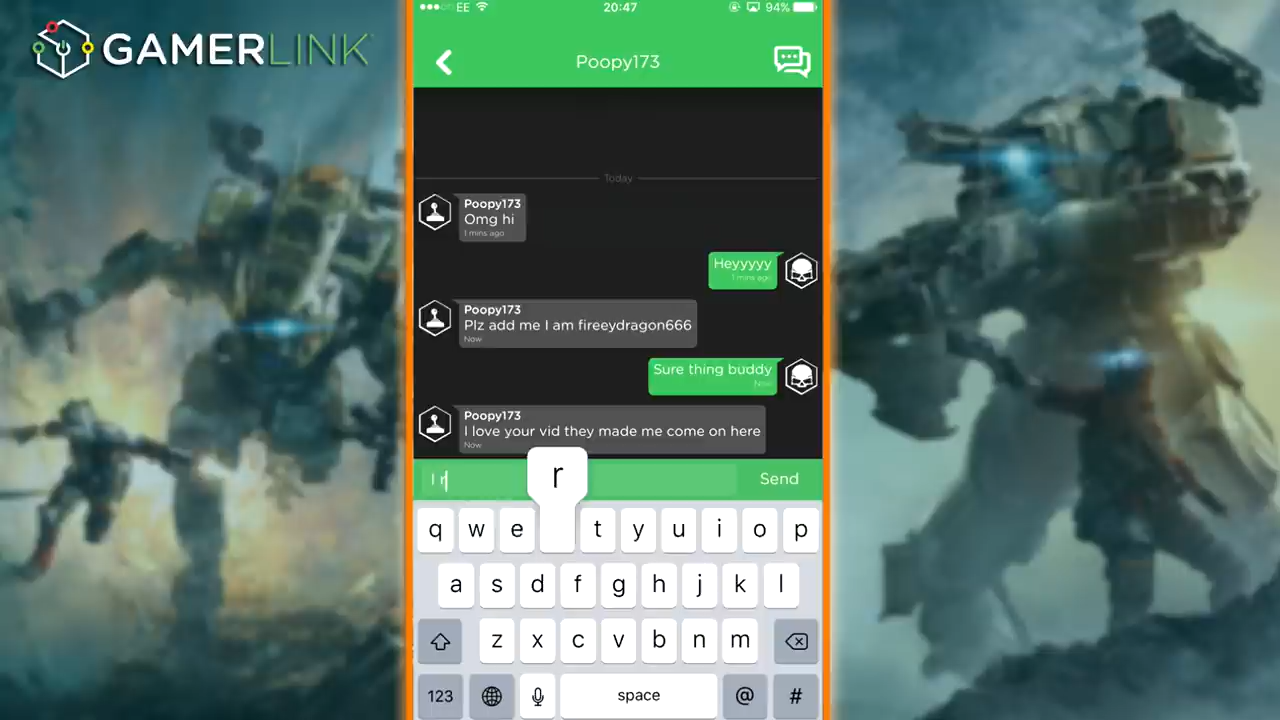 GAMERLINK
EE
20:47
94%
Poopy173
Today
Poopy173
Omg hi
1 mins ago
Heyyyyy
1 mins ago
Poopy173
Plz add me I am fireeydragon666
Now
Sure thing buddy
Now
Poopy173
I love your vid they made me come on here
Now
I r
r
Send
q w e t y u i o p
a s d f g h j k l
z x c v b n m
123 space @ #